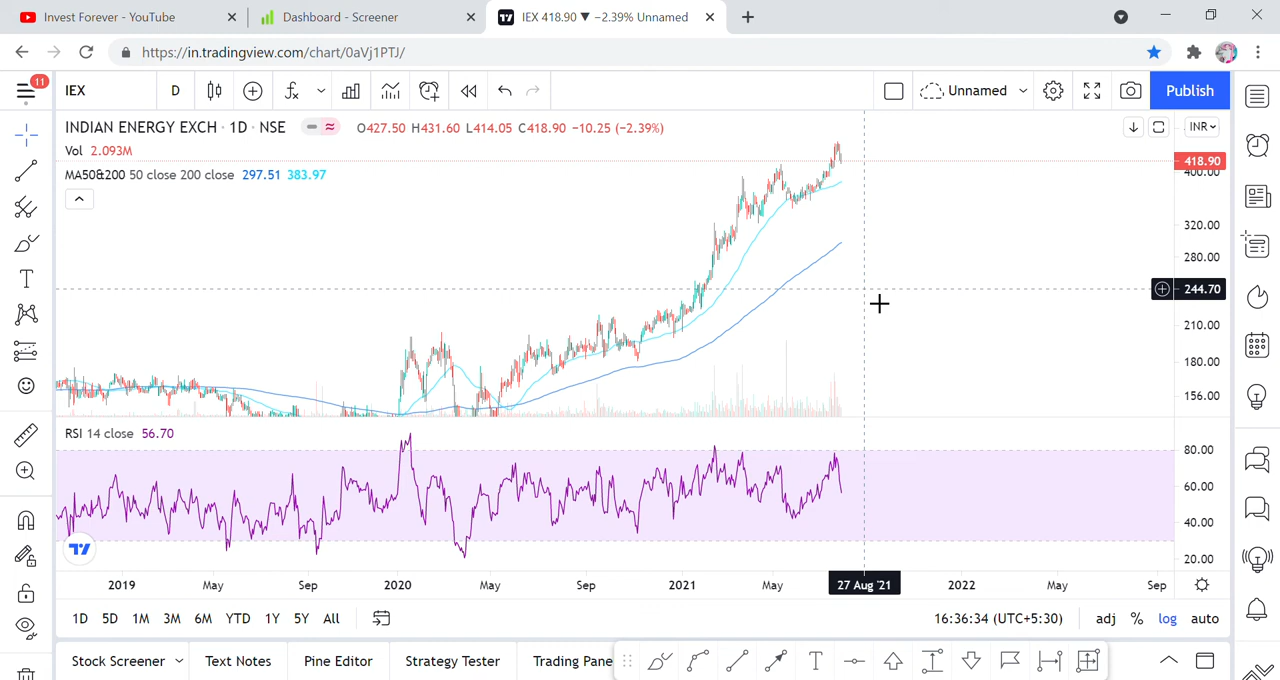 Invest Forever - YouTube
Dashboard - Screener
IEX 418.90 ▼ −2.39% Unnamed
https://in.tradingview.com/chart/0aVj1PTJ/
11
IEX
D
Unnamed
Publish
INDIAN ENERGY EXCH · 1D · NSE
O427.50 H431.60 L414.05 C418.90 −10.25 (−2.39%)
INR
Vol 2.093M
MA50&200 50 close 200 close 297.51 383.97
418.90
400.00
320.00
280.00
244.70
210.00
180.00
156.00
RSI 14 close 56.70
80.00
60.00
40.00
20.00
2019 May Sep 2020 May Sep 2021 May 27 Aug '21 2022 May Sep
1D 5D 1M 3M 6M YTD 1Y 5Y All
16:36:34 (UTC+5:30)
adj % log auto
Stock Screener Text Notes Pine Editor Strategy Tester Trading Pane